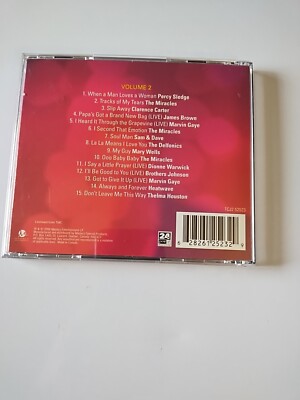 VOLUME 2
1. When a Man Loves a Woman Percy Sledge
2. Tracks of My Tears The Miracles
3. Slip Away Clarence Carter
4. Papa's Got a Brand New Bag (LIVE) James Brown
5. I Heard It Through the Grapevine (LIVE) Marvin Gaye
6. I Second That Emotion The Miracles
7. Soul Man Sam & Dave
8. La La Means I Love You The Delfonics
9. My Guy Mary Wells
10. Ooo Baby Baby The Miracles
11. I Say a Little Prayer (LIVE) Dionne Warwick
12. I'll Be Good to You (LIVE) Brothers Johnson
13. Got to Give It Up (LIVE) Marvin Gaye
14. Always and Forever Heatwave
15. Don't Leave Me This Way Thelma Houston
6 28261 25232 9